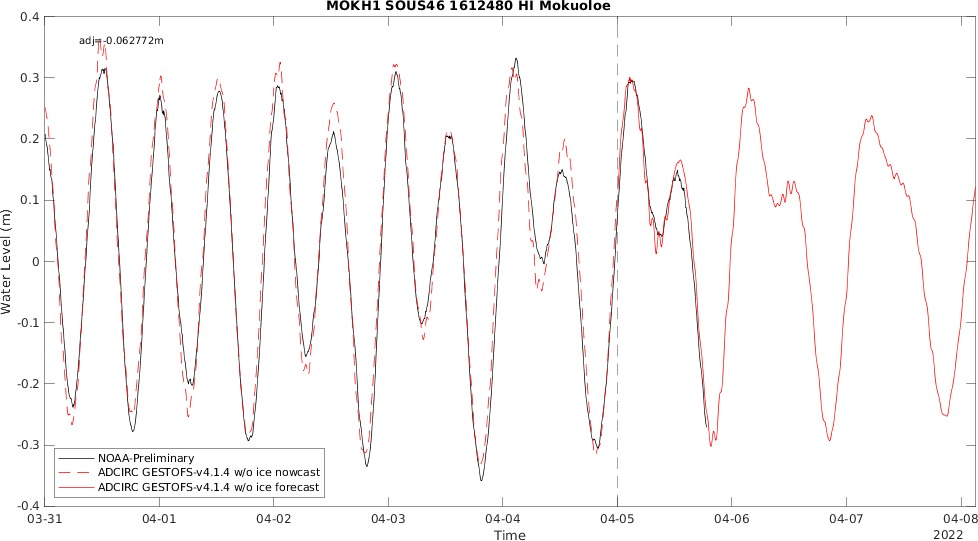 MOKH1 SOUS46 1612480 HI Mokuoloe
adj=-0.062772m
0.4
0.3
0.2
0.1
0
-0.1
-0.2
-0.3
-0.4
Water Level (m)
NOAA-Preliminary
ADCIRC GESTOFS-v4.1.4 w/o ice nowcast
ADCIRC GESTOFS-v4.1.4 w/o ice forecast
03-31 04-01 04-02 04-03 04-04 04-05 04-06 04-07 04-08
Time
2022